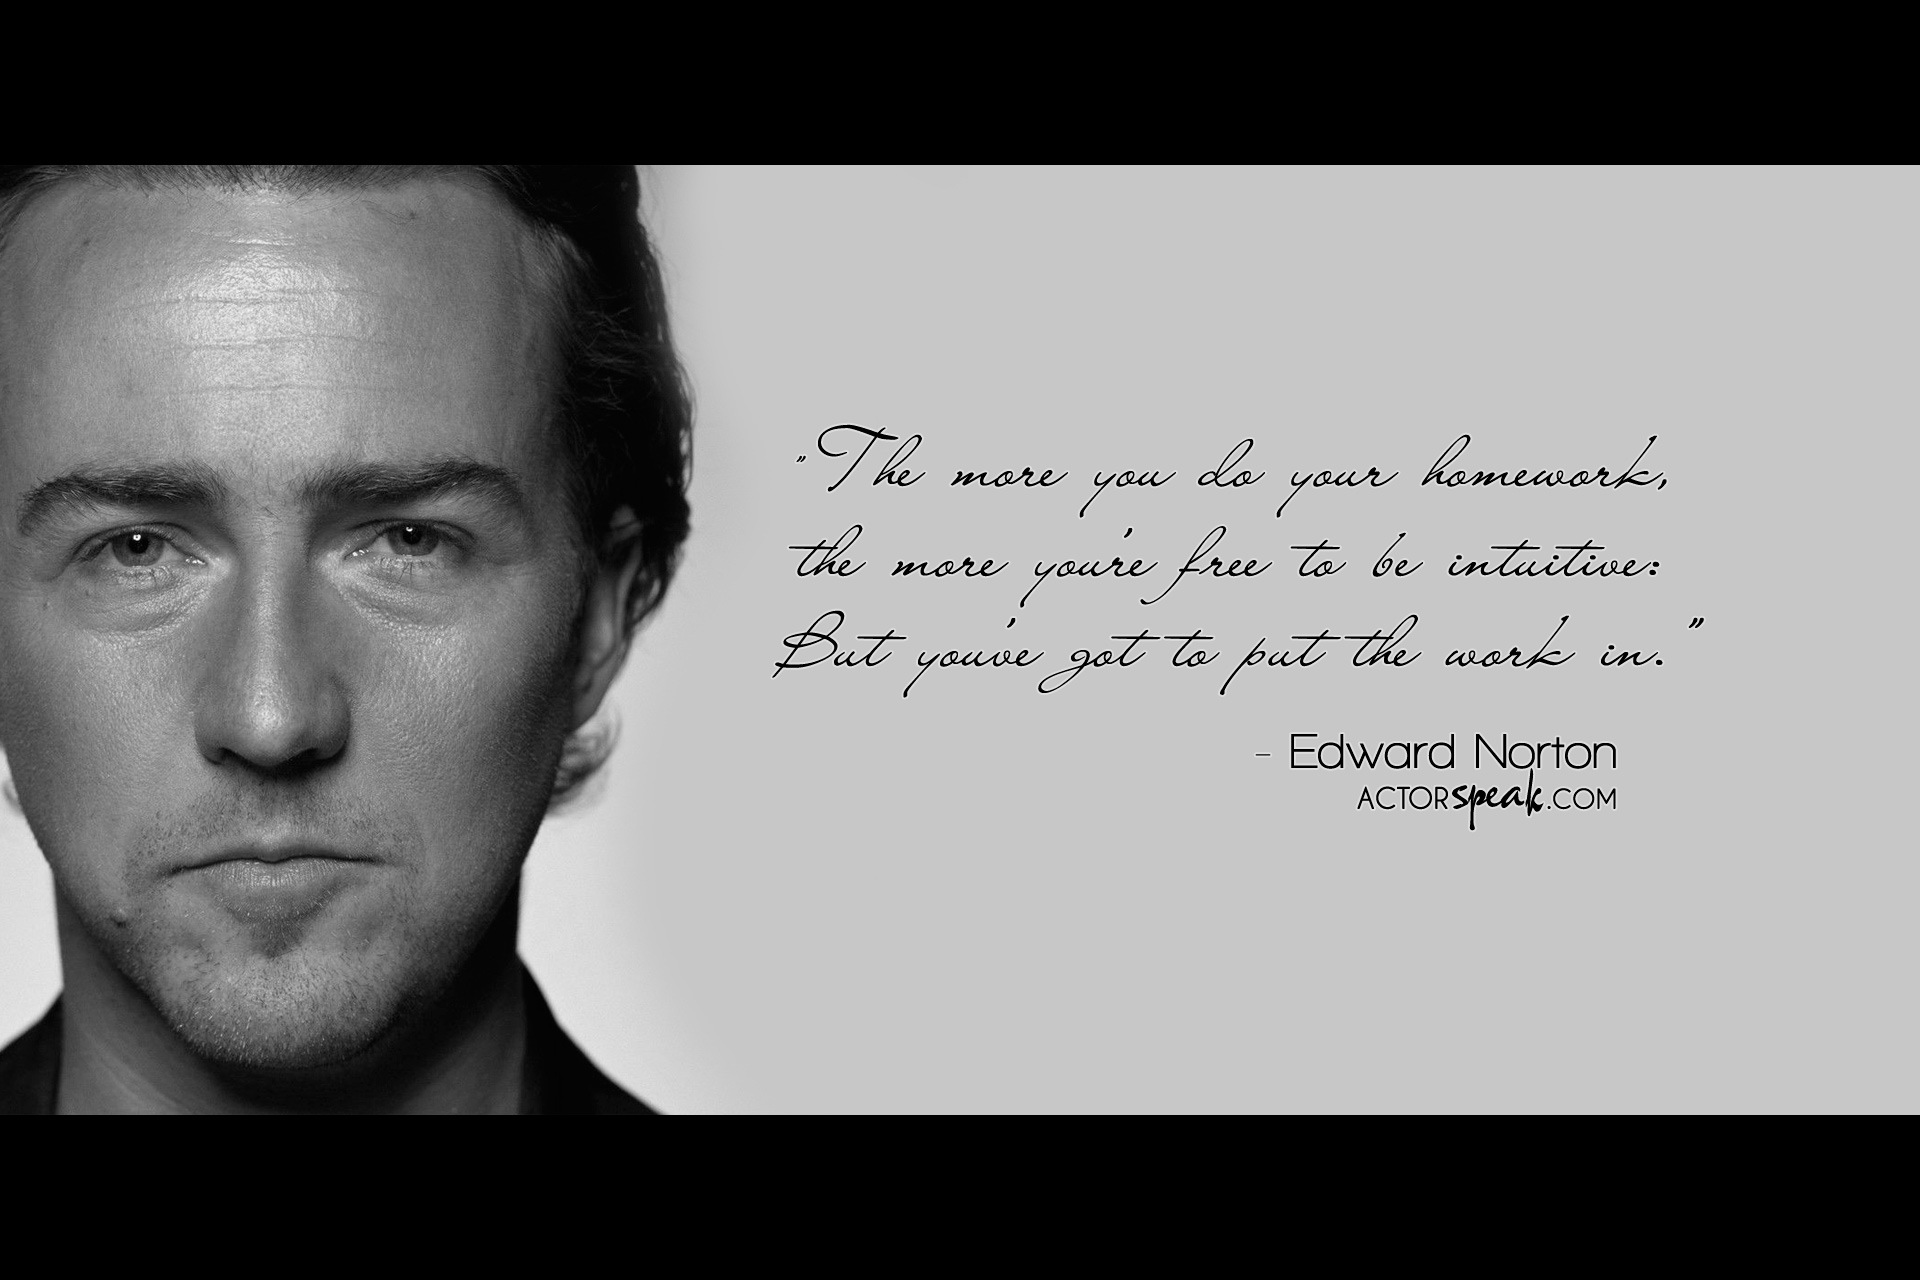 "The more you do your homework,
the more you're free to be intuitive:
But you've got to put the work in."
– Edward Norton
ACTORspeak.COM